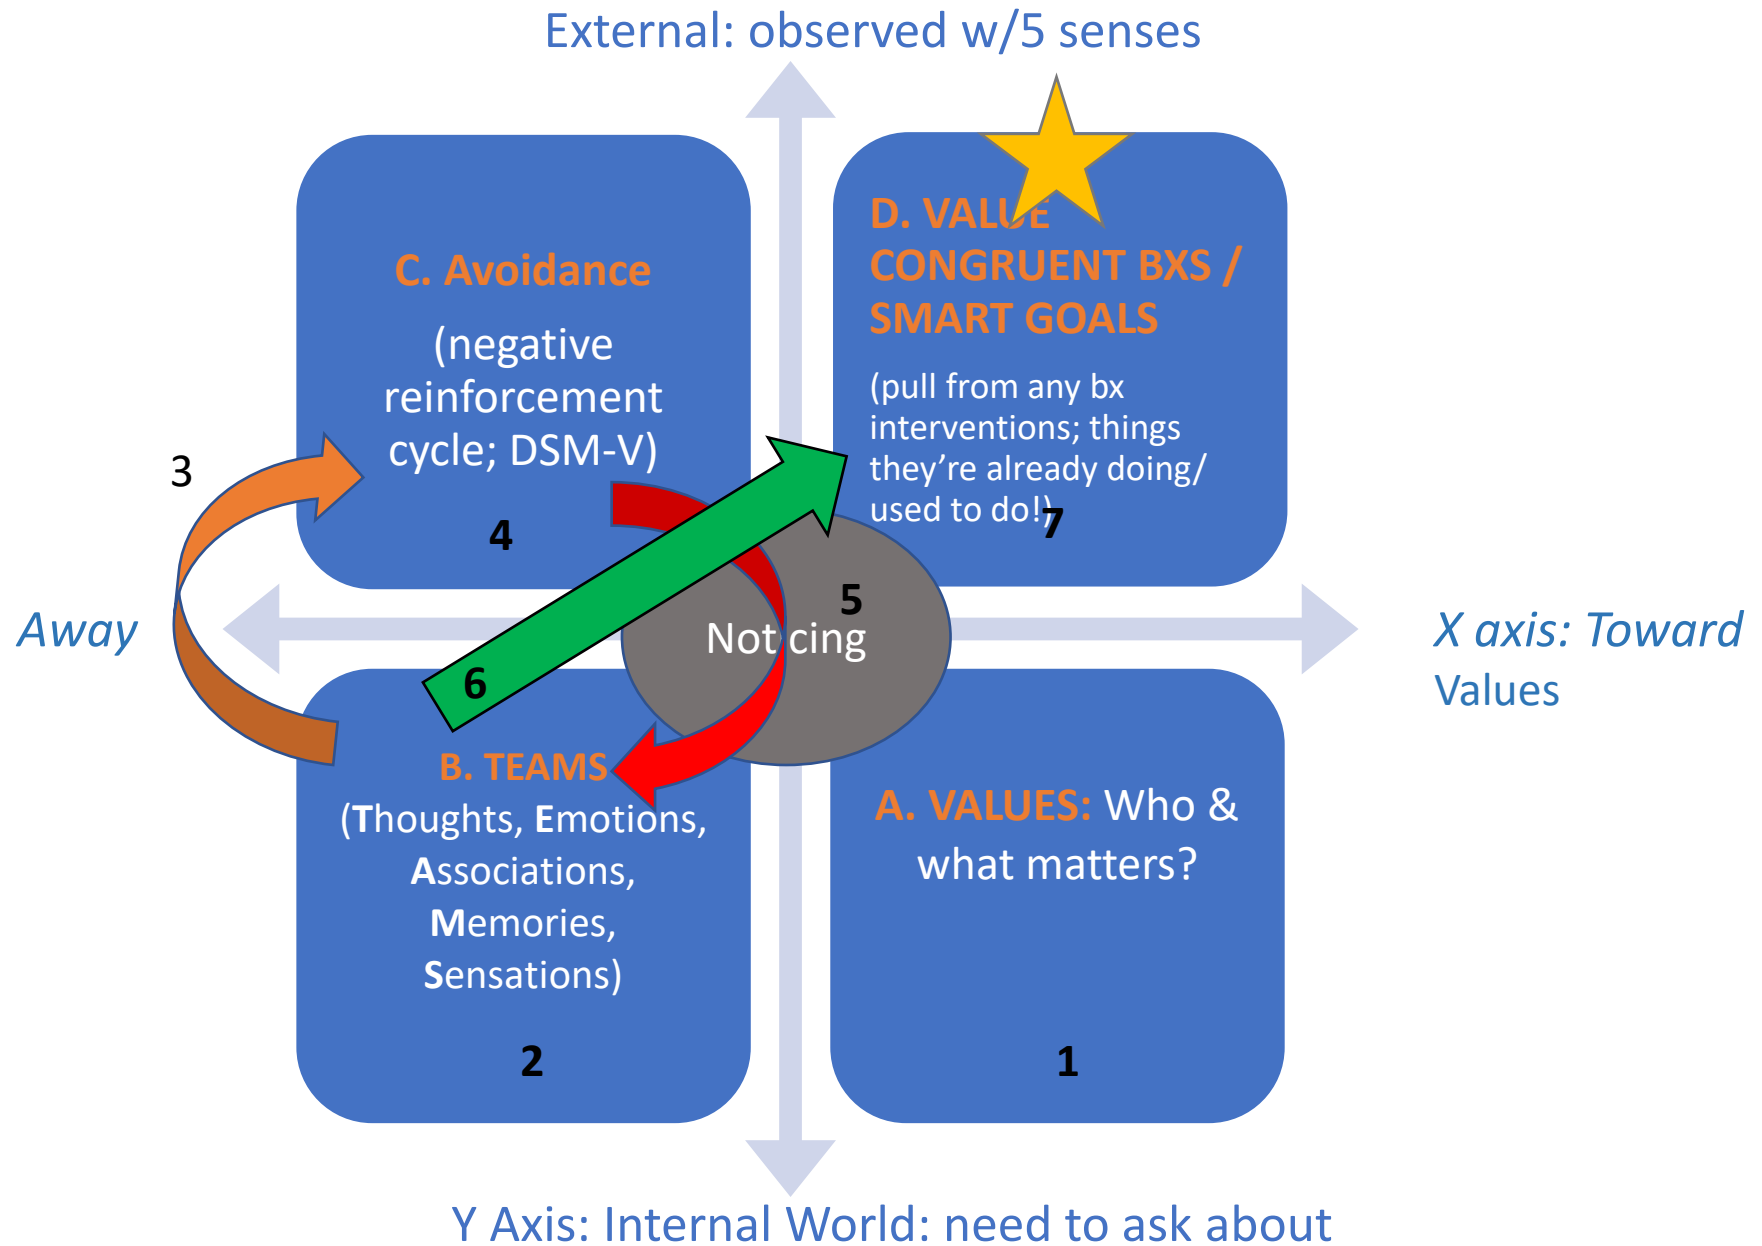 External: observed w/5 senses
C. Avoidance
(negative
reinforcement
cycle; DSM-V)
4
D. VALUE
CONGRUENT BXS /
SMART GOALS
(pull from any bx
interventions; things
they're already doing/
used to do!)
7
3
5
Noticing
Away
X axis: Toward
Values
6
B. TEAMS
(Thoughts, Emotions,
Associations,
Memories,
Sensations)
2
A. VALUES: Who &
what matters?
1
Y Axis: Internal World: need to ask about